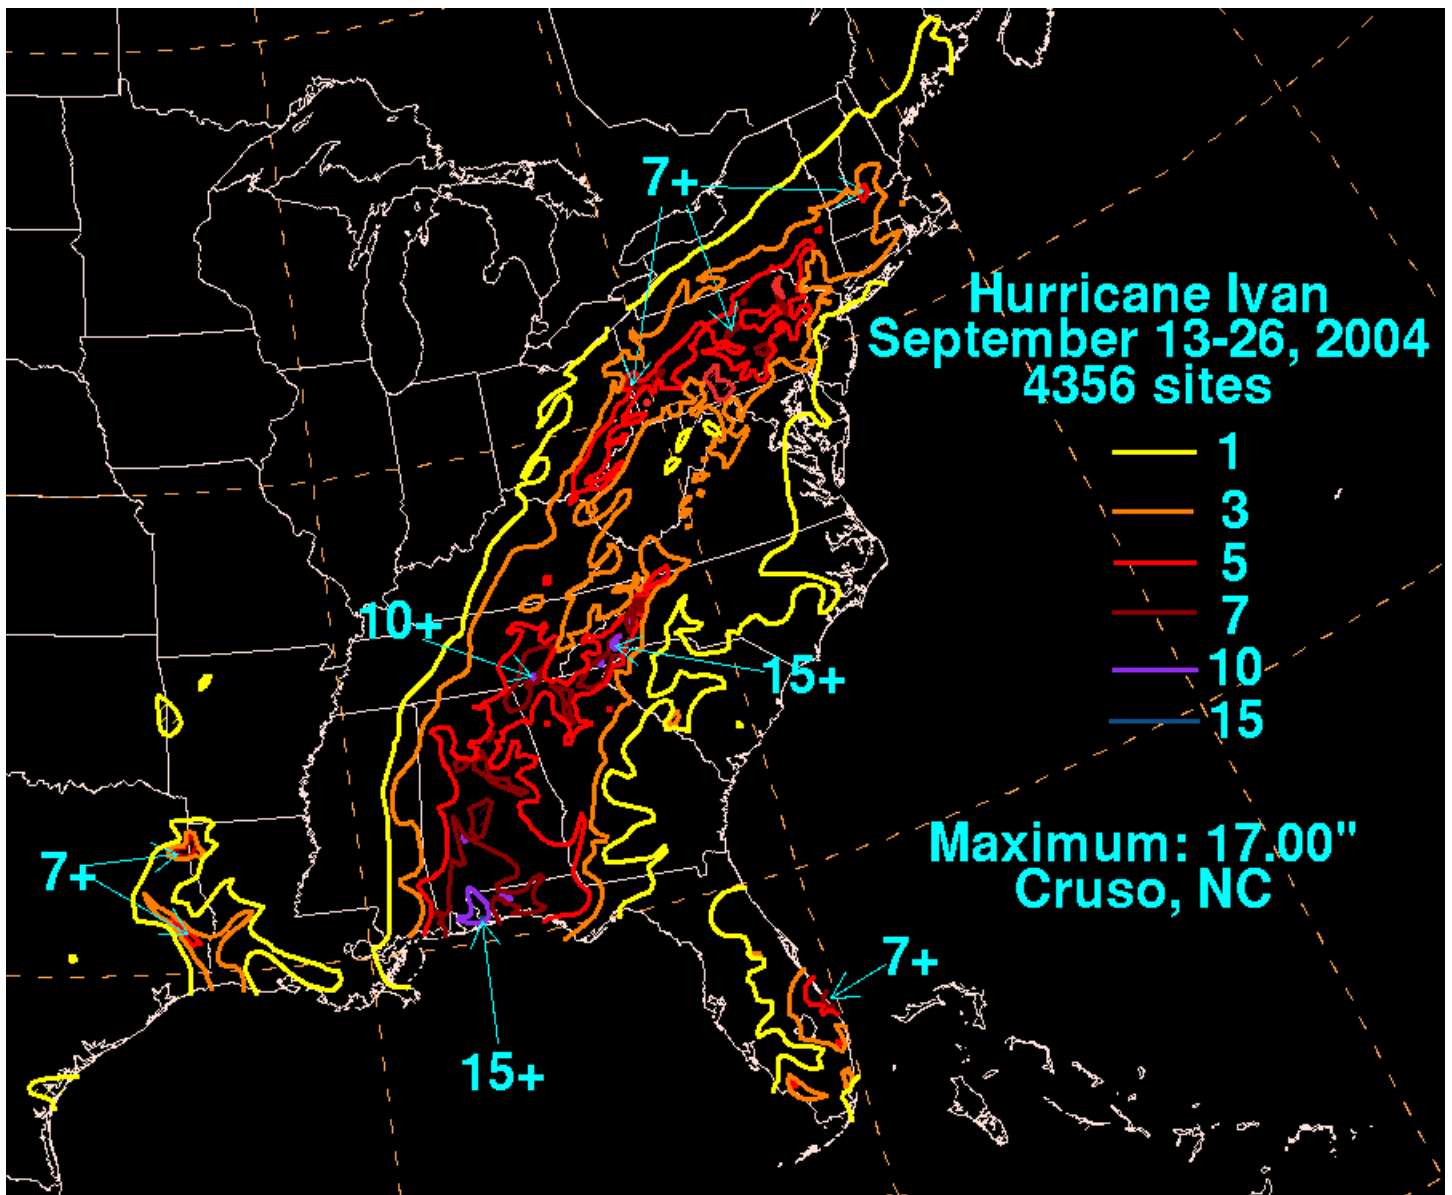 7+
Hurricane Ivan
September 13-26, 2004
4356 sites
1
3
5
7
10
15
10+
15+
Maximum: 17.00"
Cruso, NC
7+
7+
15+